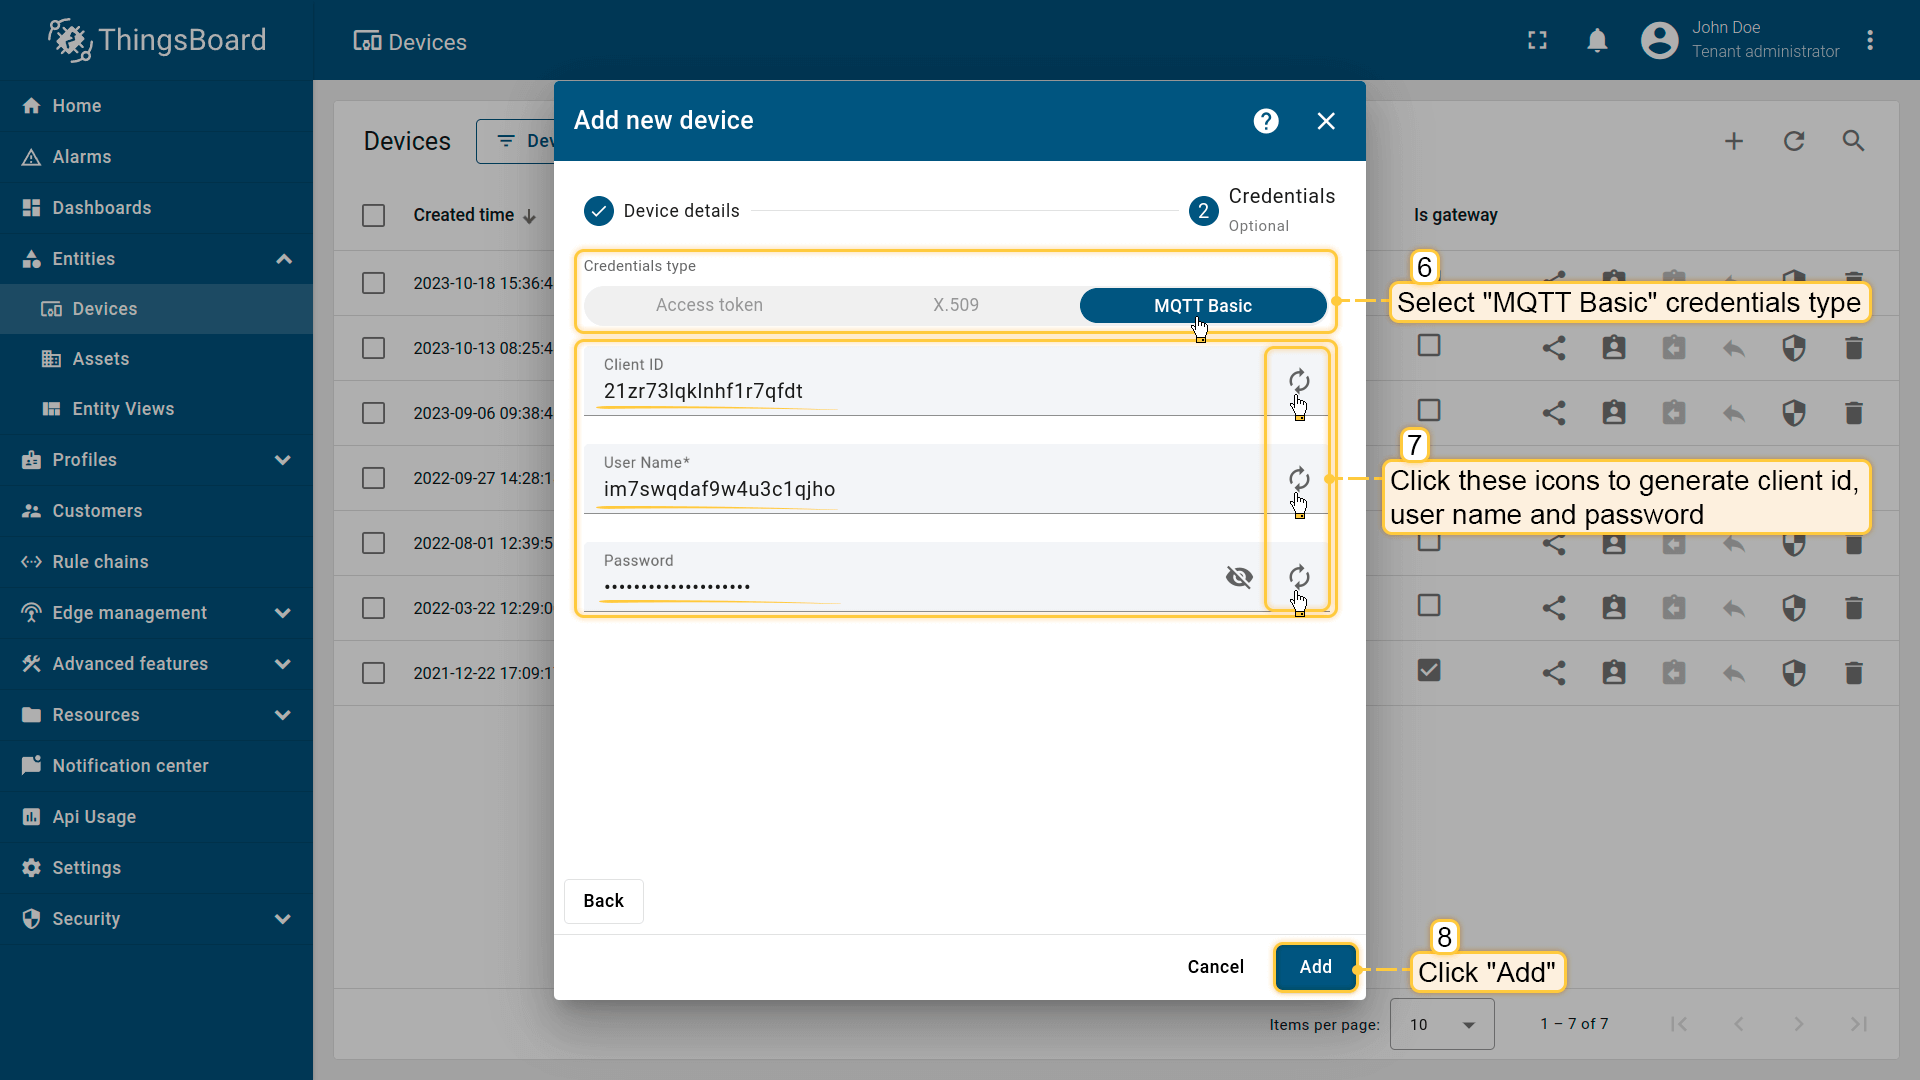 ThingsBoard
Devices
John Doe
Tenant administrator
Home
Alarms
Dashboards
Entities
Devices
Assets
Entity Views
Profiles
Customers
Rule chains
Edge management
Advanced features
Resources
Notification center
Api Usage
Settings
Security
Devices
Dev
Created time
Is gateway
2023-10-18 15:36:4
2023-10-13 08:25:4
2023-09-06 09:38:4
2022-09-27 14:28:1
2022-08-01 12:39:5
2022-03-22 12:29:0
2021-12-22 17:09:1
Add new device
Device details
2
Credentials
Optional
Credentials type
Access token
X.509
MQTT Basic
Client ID
21zr73lqklnhf1r7qfdt
User Name*
im7swqdaf9w4u3c1qjho
Password
••••••••••••••••••••
Back
Cancel
Add
6
Select "MQTT Basic" credentials type
7
Click these icons to generate client id,
user name and password
8
Click "Add"
Items per page:
10
1 – 7 of 7